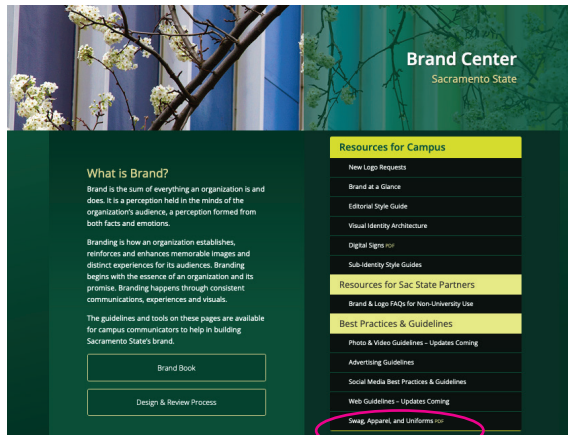 Brand Center
Sacramento State
What is Brand?
Brand is the sum of everything an organization is and
does. It is a perception held in the minds of the
organization's audience, a perception formed from
both facts and emotions.
Branding is how an organization establishes,
reinforces and enhances memorable images and
distinct experiences for its audiences. Branding
begins with the essence of an organization and its
promise. Branding happens through consistent
communications, experiences and visuals.
The guidelines and tools on these pages are available
for campus communicators to help in building
Sacramento State's brand.
Brand Book
Design & Review Process
Resources for Campus
New Logo Requests
Brand at a Glance
Editorial Style Guide
Visual Identity Architecture
Digital Signs PDF
Sub-Identity Style Guides
Resources for Sac State Partners
Brand & Logo FAQs for Non-University Use
Best Practices & Guidelines
Photo & Video Guidelines – Updates Coming
Advertising Guidelines
Social Media Best Practices & Guidelines
Web Guidelines – Updates Coming
Swag, Apparel, and Uniforms PDF